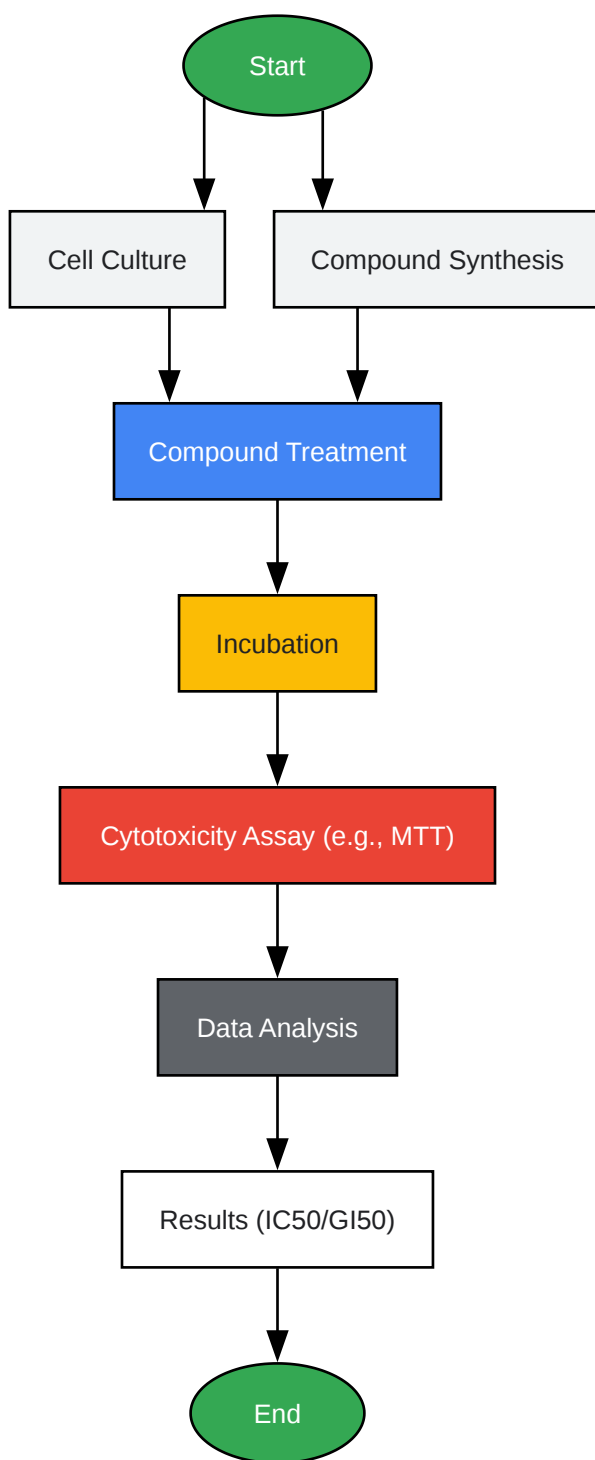 Start
Cell Culture
Compound Synthesis
Compound Treatment
Incubation
Cytotoxicity Assay (e.g., MTT)
Data Analysis
Results (IC50/GI50)
End